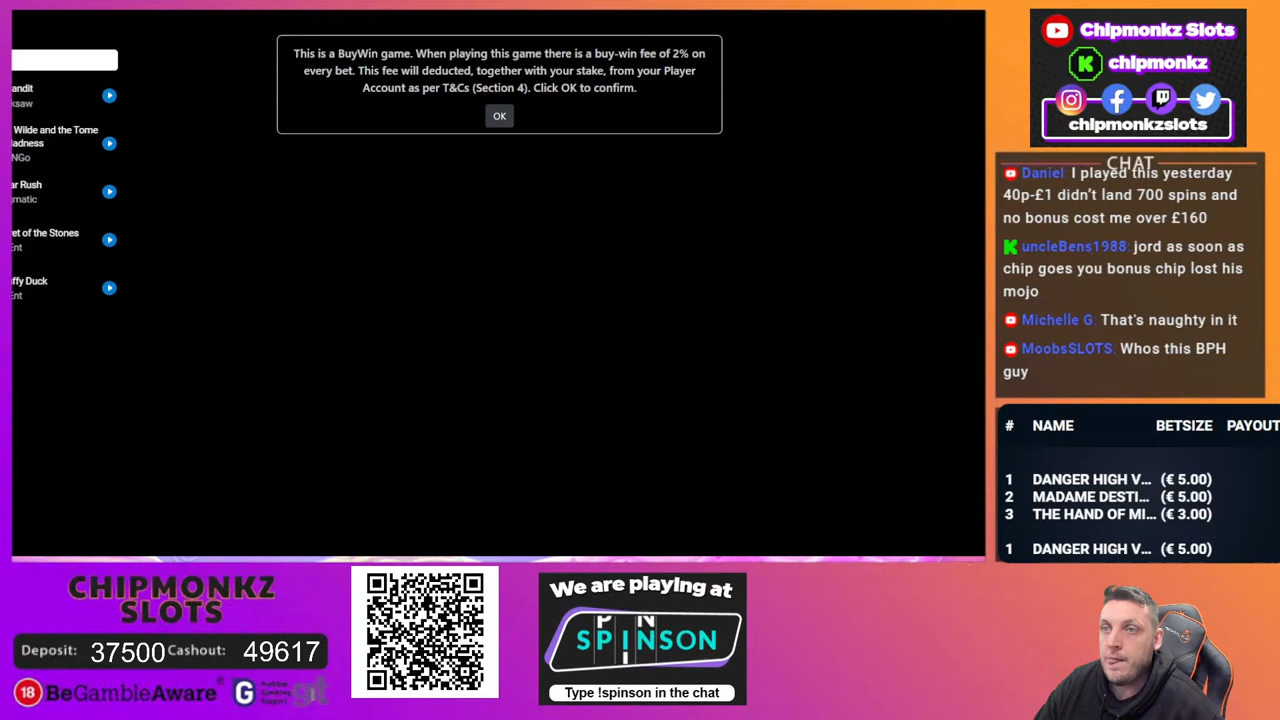 This is a BuyWin game. When playing this game there is a buy-win fee of 2% on
every bet. This fee will deducted, together with your stake, from your Player
Account as per T&Cs (Section 4). Click OK to confirm.
OK
andit
ksaw
Wilde and the Tome
adness
NGo
ar Rush
gmatic
et of the Stones
Ent
ffy Duck
Ent
Chipmonkz Slots
chipmonkz
chipmonkzslots
CHAT
Daniel: I played this yesterday
40p-£1 didn't land 700 spins and
no bonus cost me over £160
uncleBens1988: jord as soon as
chip goes you bonus chip lost his
mojo
Michelle G: That's naughty in it
MoobsSLOTS: Whos this BPH
guy
# NAME BETSIZE PAYOUT
1 DANGER HIGH V... (€ 5.00)
2 MADAME DESTI... (€ 5.00)
3 THE HAND OF MI... (€ 3.00)
1 DANGER HIGH V... (€ 5.00)
CHIPMONKZ
SLOTS
Deposit: 37500 Cashout: 49617
18 BeGambleAware
We are playing at
SPINSON
Type !spinson in the chat